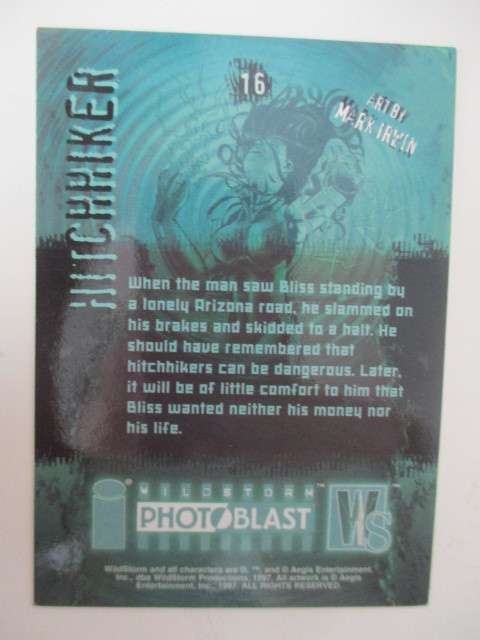 16
ART BY
MARK IRWIN
HITCHHIKER
When the man saw Bliss standing by
a lonely Arizona road, he slammed on
his brakes and skidded to a halt. He
should have remembered that
hitchhikers can be dangerous. Later,
it will be of little comfort to him that
Bliss wanted neither his money nor
his life.
WILDSTORM™
PHOTOBLAST
WS™
WildStorm and all characters are ®, ™, and © Aegis Entertainment,
Inc., dba WildStorm Productions, 1997. All artwork is © Aegis
Entertainment, Inc., 1997. ALL RIGHTS RESERVED.